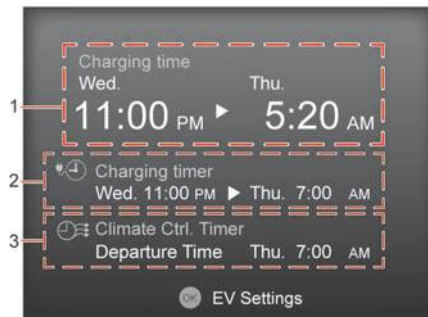 Charging time
Wed. Thu.
1
11:00 PM ▶ 5:20 AM
2
Charging timer
Wed. 11:00 PM ▶ Thu. 7:00 AM
3
Climate Ctrl. Timer
Departure Time Thu. 7:00 AM
OK EV Settings